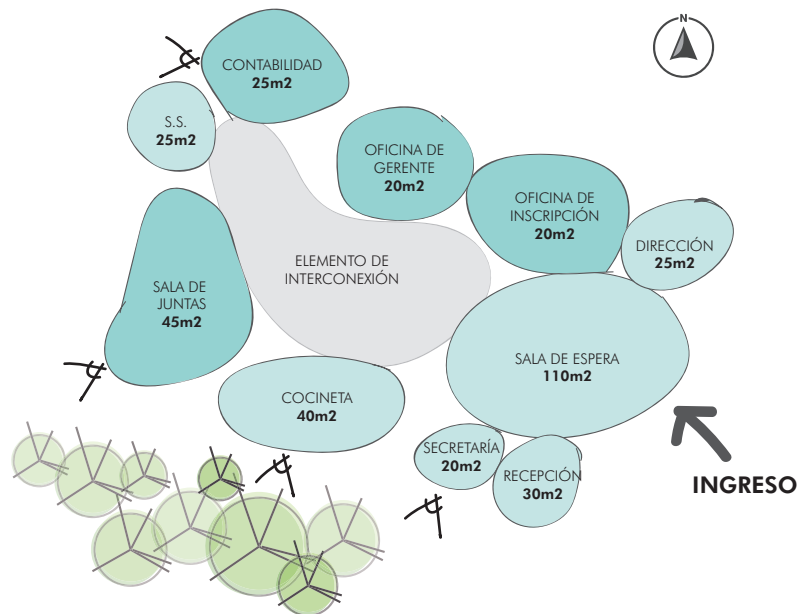 N
CONTABILIDAD
25m2
S.S.
25m2
OFICINA DE
GERENTE
20m2
OFICINA DE
INSCRIPCIÓN
20m2
DIRECCIÓN
25m2
ELEMENTO DE
INTERCONEXIÓN
SALA DE
JUNTAS
45m2
SALA DE ESPERA
110m2
COCINETA
40m2
SECRETARÍA
20m2
RECEPCIÓN
30m2
INGRESO